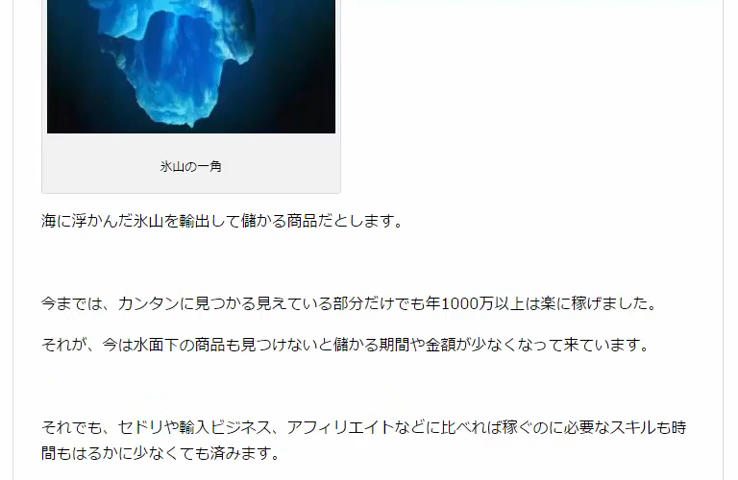 氷山の一角
海に浮かんだ氷山を輸出して儲かる商品だとします。
今までは、カンタンに見つかる見えている部分だけでも年1000万以上は楽に稼げました。
それが、今は水面下の商品も見つけないと儲かる期間や金額が少なくなって来ています。
それでも、セドリや輸入ビジネス、アフィリエイトなどに比べれば稼ぐのに必要なスキルも時
間もはるかに少なくても済みます。